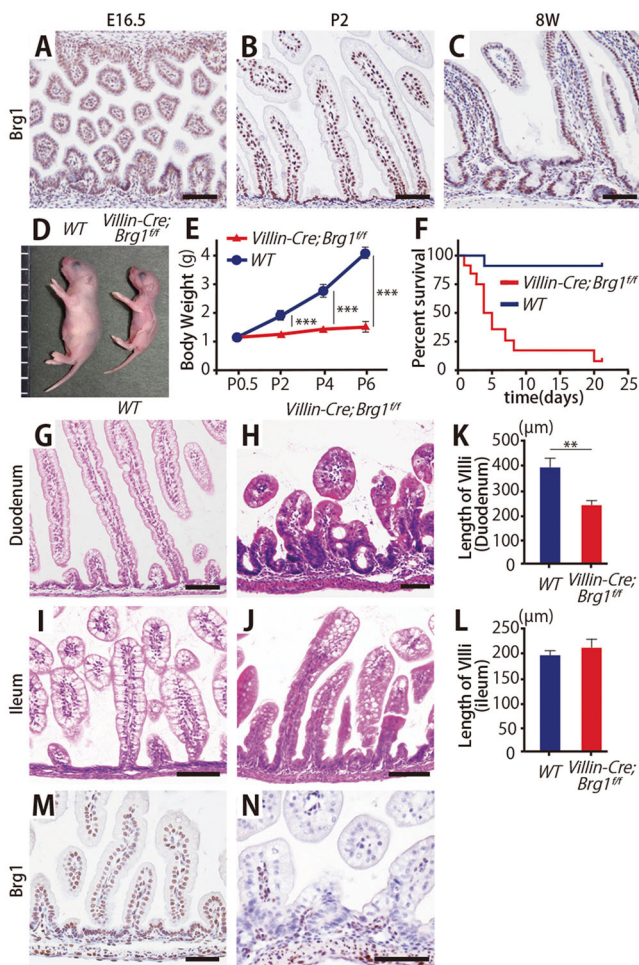 E16.5 P2 8W
A B C
Brg1
D WT Villin-Cre;
Brg1f/f
E Villin-Cre;Brg1f/f
WT
Body Weight (g)
4
3
2
1
0
***
***
***
P0.5 P2 P4 P6
F
Percent survival
100
75
50
25
0
Villin-Cre;Brg1f/f
WT
0 5 10 15 20 25
time(days)
WT Villin-Cre;Brg1f/f
G H
Duodenum
K (μm)
Length of VIlli
(Duodenum)
500
400
300
200
100
0
**
WT Villin-Cre;
Brg1f/f
I J
Ileum
L (μm)
Length of VIlli
(ileum)
250
200
150
100
50
0
WT Villin-Cre;
Brg1f/f
M N
Brg1